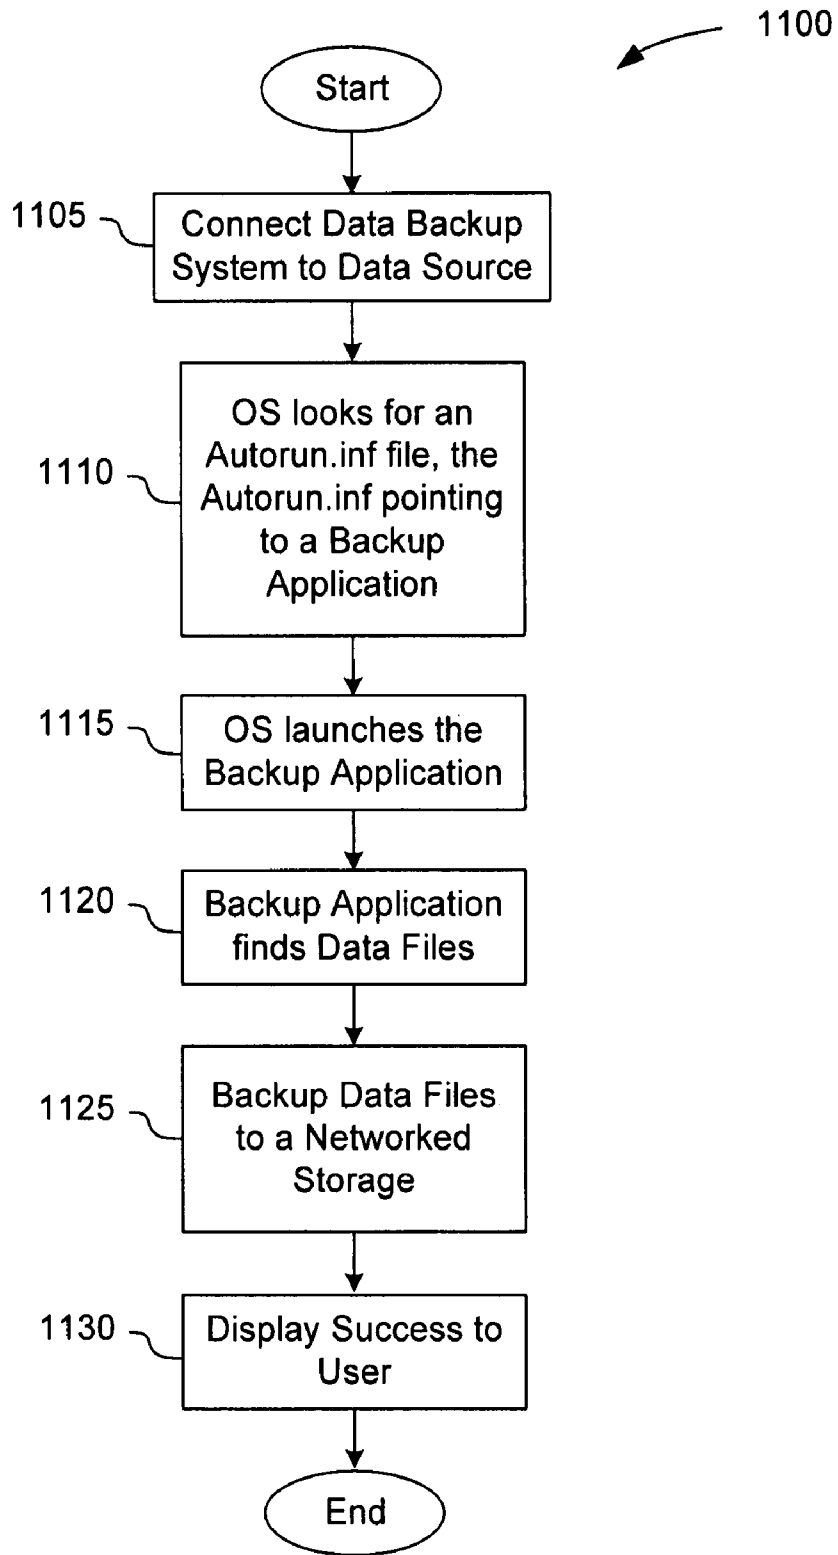 1100
Start
1105
Connect Data Backup
System to Data Source
1110
OS looks for an
Autorun.inf file, the
Autorun.inf pointing
to a Backup
Application
1115
OS launches the
Backup Application
1120
Backup Application
finds Data Files
1125
Backup Data Files
to a Networked
Storage
1130
Display Success to
User
End